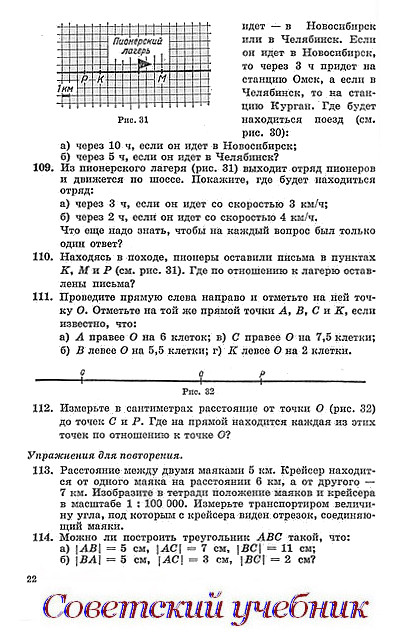 Пионерский
лагерь
P K M
1 км
Рис. 31
идет — в Новосибирск
или в Челябинск. Если
он идет в Новосибирск,
то через 3 ч придет на
станцию Омск, а если в
Челябинск, то на стан-
цию Курган. Где будет
находиться поезд (см.
рис. 30):
а) через 10 ч, если он идет в Новосибирск;
б) через 5 ч, если он идет в Челябинск?
109. Из пионерского лагеря (рис. 31) выходит отряд пионеров
и движется по шоссе. Покажите, где будет находиться
отряд:
а) через 3 ч, если он идет со скоростью 3 км/ч;
б) через 2 ч, если он идет со скоростью 4 км/ч.
Что еще надо знать, чтобы на каждый вопрос был только
один ответ?
110. Находясь в походе, пионеры оставили письма в пунктах
K, M и P (см. рис. 31). Где по отношению к лагерю остав-
лены письма?
111. Проведите прямую слева направо и отметьте на ней точ-
ку O. Отметьте на той же прямой точки A, B, C и K, если
известно, что:
а) A правее O на 6 клеток; в) C правее O на 7,5 клетки;
б) B левее O на 5,5 клетки; г) K левее O на 2 клетки.
C O P
Рис. 32
112. Измерьте в сантиметрах расстояние от точки O (рис. 32)
до точек C и P. Где на прямой находится каждая из этих
точек по отношению к точке O?
Упражнения для повторения.
113. Расстояние между двумя маяками 5 км. Крейсер находит-
ся от одного маяка на расстоянии 6 км, а от другого —
7 км. Изобразите в тетради положение маяков и крейсера
в масштабе 1 : 100 000. Измерьте транспортиром величи-
ну угла, под которым с крейсера виден отрезок, соединяю-
щий маяки.
114. Можно ли построить треугольник ABC такой, что:
а) |AB| = 5 см, |AC| = 7 см, |BC| = 11 см;
б) |BA| = 5 см, |AC| = 3 см, |BC| = 2 см?
22
Советский учебник